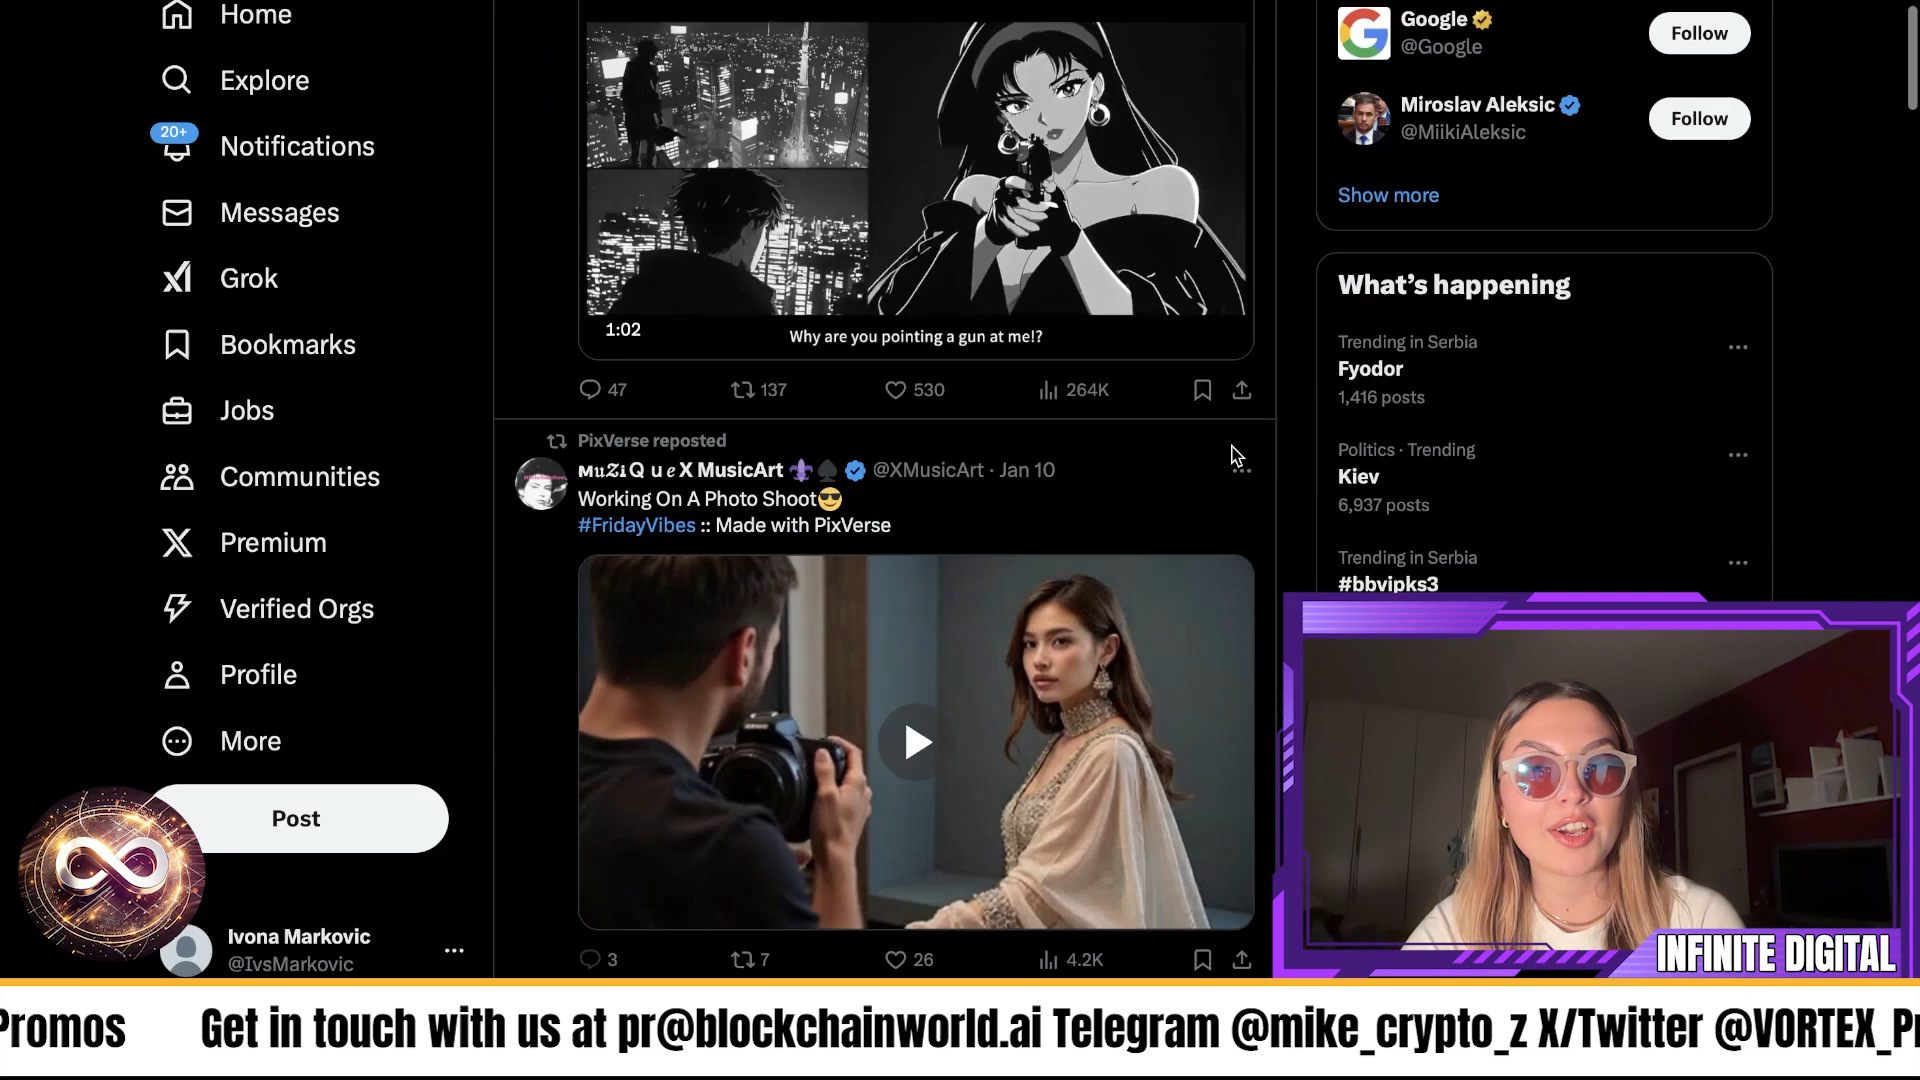 Home
Explore
20+
Notifications
Messages
Grok
Bookmarks
Jobs
Communities
Premium
Verified Orgs
Profile
More
Post
Ivona Markovic
@IvsMarkovic
1:02
Why are you pointing a gun at me!?
47
137
530
264K
PixVerse reposted
мuZiQ u e X MusicArt @XMusicArt · Jan 10
Working On A Photo Shoot😎
#FridayVibes :: Made with PixVerse
3
7
26
4.2K
Google
@Google
Follow
Miroslav Aleksic
@MiikiAleksic
Follow
Show more
What’s happening
Trending in Serbia
Fyodor
1,416 posts
Politics · Trending
Kiev
6,937 posts
Trending in Serbia
#bbvipks3
INFINITE DIGITAL
Promos Get in touch with us at pr@blockchainworld.ai Telegram @mike_crypto_z X/Twitter @VORTEX_Pr